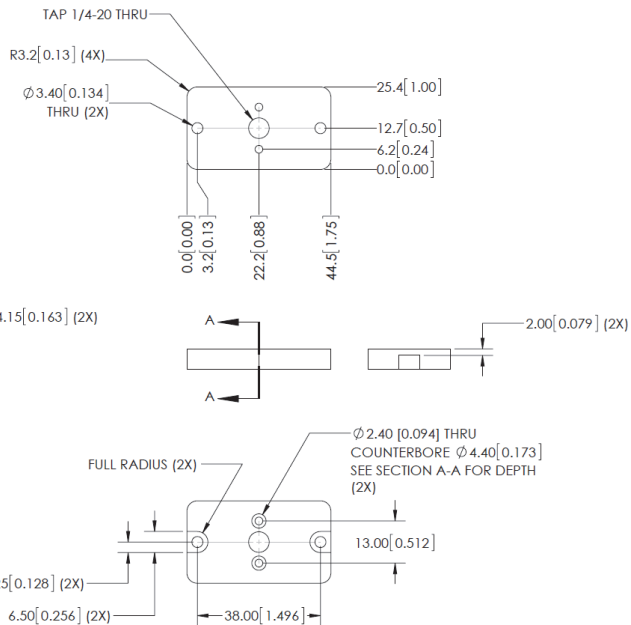 TAP 1/4-20 THRU
R3.2[0.13] (4X)
Ø3.40[0.134]
THRU (2X)
25.4[1.00]
12.7[0.50]
6.2[0.24]
0.0[0.00]
0.0[0.00]
3.2[0.13]
22.2[0.88]
44.5[1.75]
4.15[0.163] (2X)
A
A
2.00[0.079] (2X)
Ø2.40 [0.094] THRU
COUNTERBORE Ø4.40[0.173]
SEE SECTION A-A FOR DEPTH
(2X)
FULL RADIUS (2X)
13.00[0.512]
5[0.128] (2X)
6.50[0.256] (2X)
38.00[1.496]